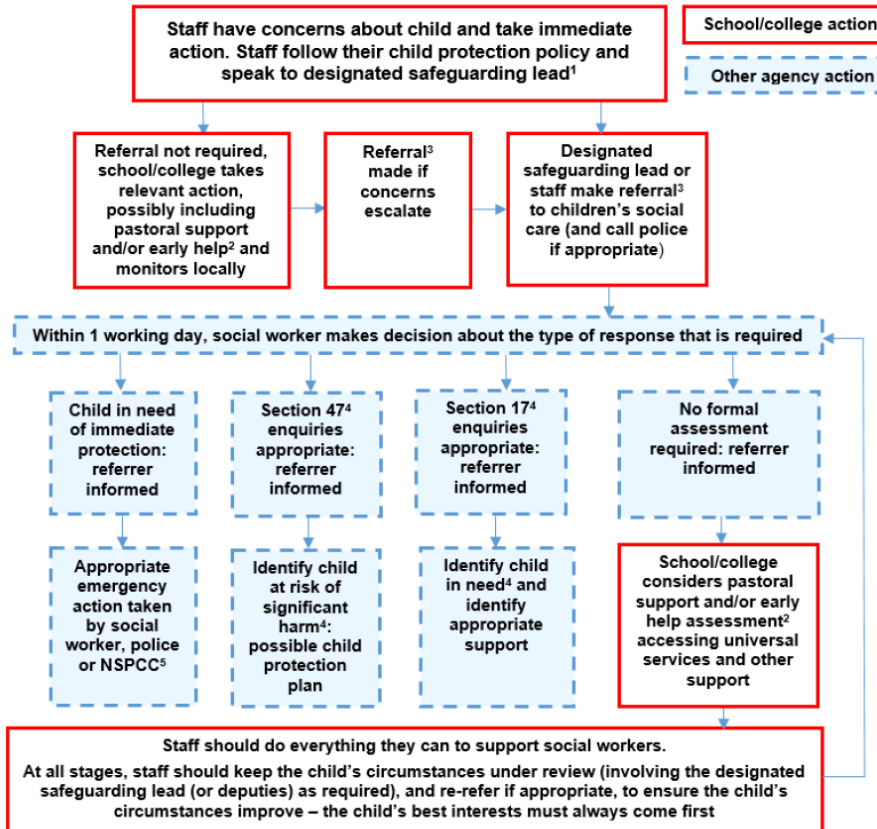 Staff have concerns about child and take immediate
action. Staff follow their child protection policy and
speak to designated safeguarding lead¹
School/college action
Other agency action
Referral not required,
school/college takes
relevant action,
possibly including
pastoral support
and/or early help² and
monitors locally
Referral³
made if
concerns
escalate
Designated
safeguarding lead or
staff make referral³
to children’s social
care (and call police
if appropriate)
Within 1 working day, social worker makes decision about the type of response that is required
Child in need
of immediate
protection:
referrer
informed
Section 47⁴
enquiries
appropriate:
referrer
informed
Section 17⁴
enquiries
appropriate:
referrer
informed
No formal
assessment
required: referrer
informed
Appropriate
emergency
action taken
by social
worker, police
or NSPCC⁵
Identify child
at risk of
significant
harm⁴:
possible child
protection
plan
Identify child
in need⁴ and
identify
appropriate
support
School/college
considers pastoral
support and/or early
help assessment²
accessing universal
services and other
support
Staff should do everything they can to support social workers.
At all stages, staff should keep the child’s circumstances under review (involving the designated
safeguarding lead (or deputies) as required), and re-refer if appropriate, to ensure the child’s
circumstances improve – the child’s best interests must always come first